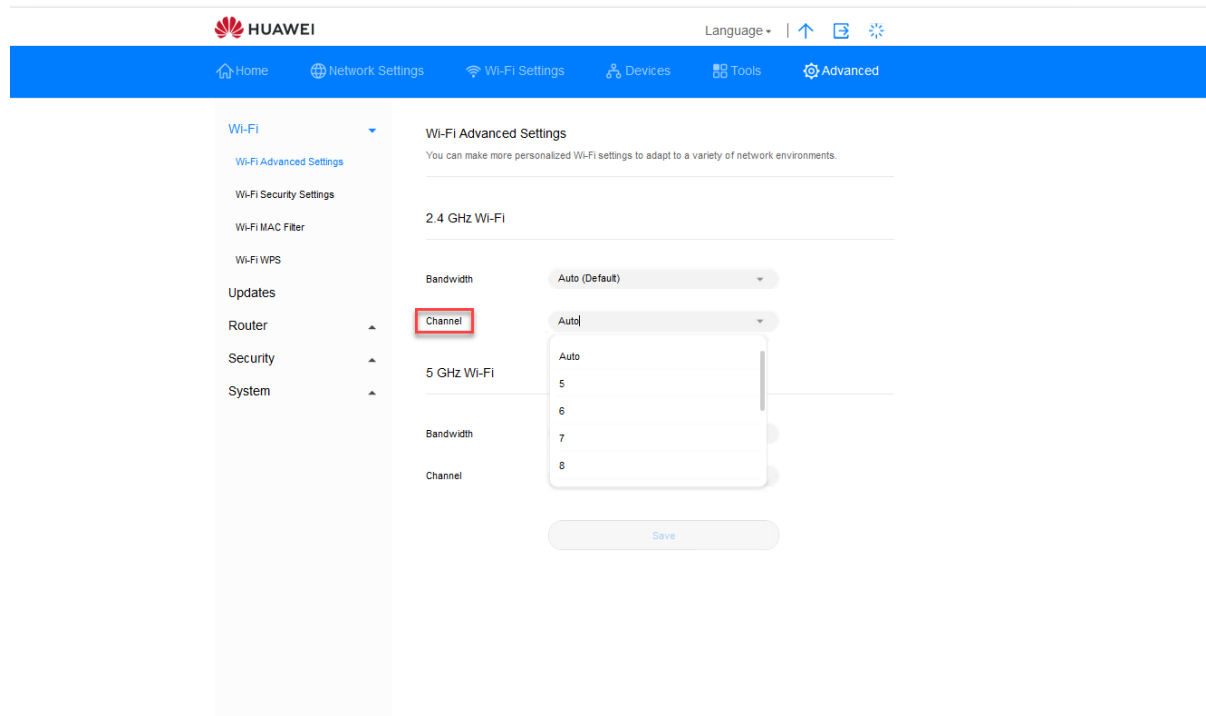 HUAWEI
Language
Home Network Settings Wi-Fi Settings Devices Tools Advanced
Wi-Fi
Wi-Fi Advanced Settings
Wi-Fi Security Settings
Wi-Fi MAC Filter
Wi-Fi WPS
Updates
Router
Security
System
Wi-Fi Advanced Settings
You can make more personalized Wi-Fi settings to adapt to a variety of network environments.
2.4 GHz Wi-Fi
Bandwidth Auto (Default)
Channel Auto
Auto
5
6
7
8
5 GHz Wi-Fi
Bandwidth
Channel
Save